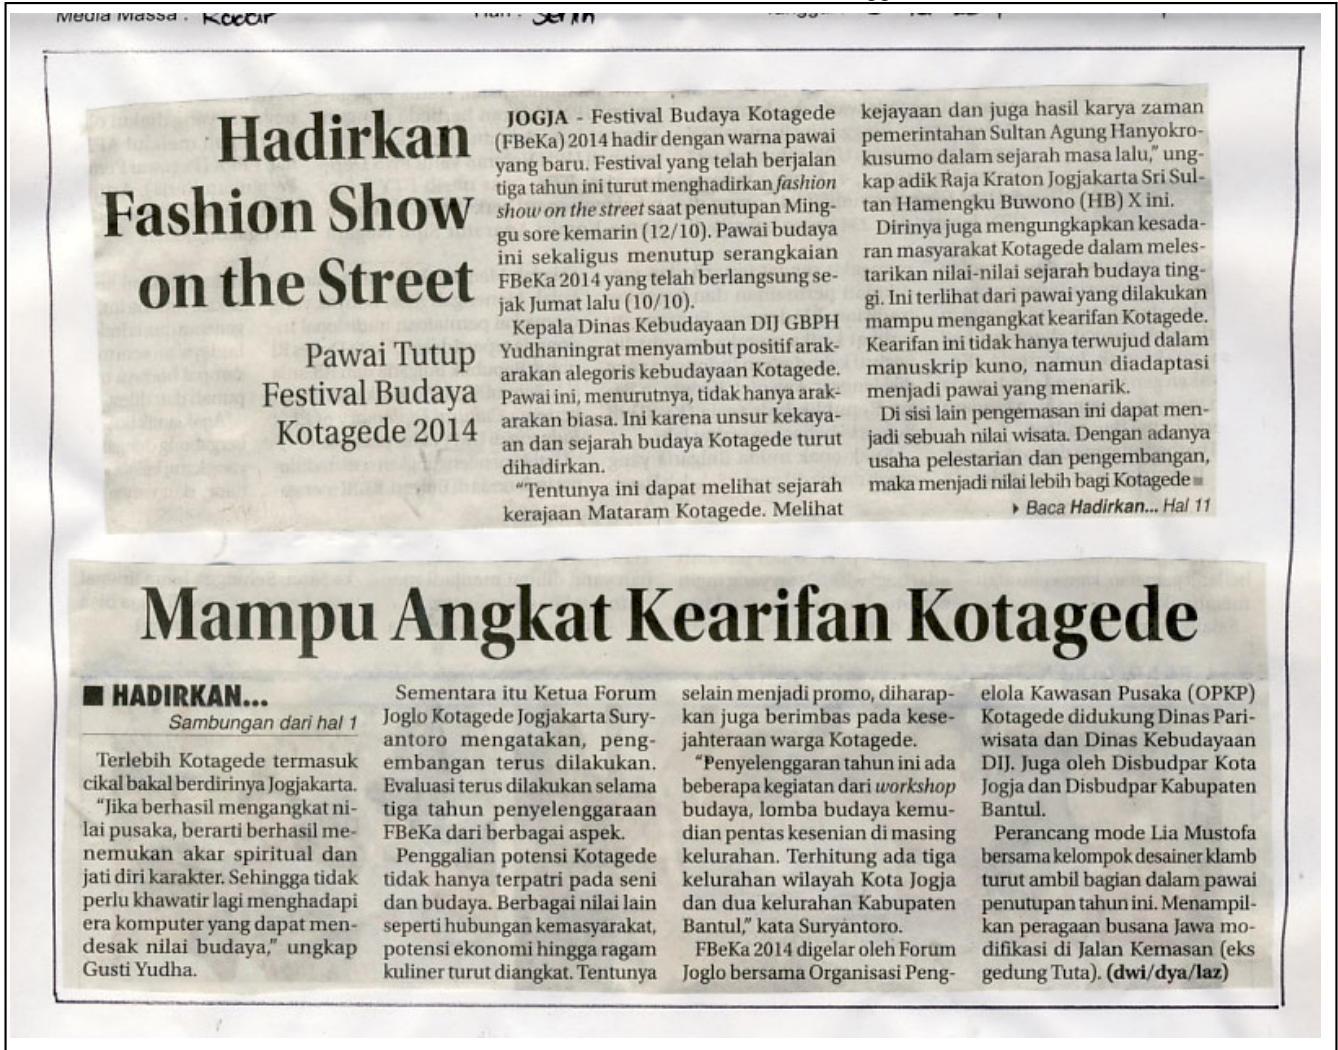 Media Massa :
Hadirkan
Fashion Show
on the Street
Pawai Tutup
Festival Budaya
Kotagede 2014
JOGJA - Festival Budaya Kotagede
(FBeKa) 2014 hadir dengan warna pawai
yang baru. Festival yang telah berjalan
tiga tahun ini turut menghadirkan fashion
show on the street saat penutupan Ming-
gu sore kemarin (12/10). Pawai budaya
ini sekaligus menutup serangkaian
FBeKa 2014 yang telah berlangsung se-
jak Jumat lalu (10/10).
Kepala Dinas Kebudayaan DIJ GBPH
Yudhaningrat menyambut positif arak-
arakan alegoris kebudayaan Kotagede.
Pawai ini, menurutnya, tidak hanya arak-
arakan biasa. Ini karena unsur kekaya-
an dan sejarah budaya Kotagede turut
dihadirkan.
"Tentunya ini dapat melihat sejarah
kerajaan Mataram Kotagede. Melihat
kejayaan dan juga hasil karya zaman
pemerintahan Sultan Agung Hanyokro-
kusumo dalam sejarah masa lalu," ung-
kap adik Raja Kraton Jogjakarta Sri Sul-
tan Hamengku Buwono (HB) X ini.
Dirinya juga mengungkapkan kesada-
ran masyarakat Kotagede dalam meles-
tarikan nilai-nilai sejarah budaya ting-
gi. Ini terlihat dari pawai yang dilakukan
mampu mengangkat kearifan Kotagede.
Kearifan ini tidak hanya terwujud dalam
manuskrip kuno, namun diadaptasi
menjadi pawai yang menarik.
Di sisi lain pengemasan ini dapat men-
jadi sebuah nilai wisata. Dengan adanya
usaha pelestarian dan pengembangan,
maka menjadi nilai lebih bagi Kotagede
Baca Hadirkan... Hal 11
Mampu Angkat Kearifan Kotagede
HADIRKAN...
Sambungan dari hal 1
Terlebih Kotagede termasuk
cikal bakal berdirinya Jogjakarta.
"Jika berhasil mengangkat ni-
lai pusaka, berarti berhasil me-
nemukan akar spiritual dan
jati diri karakter. Sehingga tidak
perlu khawatir lagi menghadapi
era komputer yang dapat men-
desak nilai budaya," ungkap
Gusti Yudha.
Sementara itu Ketua Forum
Joglo Kotagede Jogjakarta Sury-
antoro mengatakan, peng-
embangan terus dilakukan.
Evaluasi terus dilakukan selama
tiga tahun penyelenggaraan
FBeKa dari berbagai aspek.
Penggalian potensi Kotagede
tidak hanya terpatri pada seni
dan budaya. Berbagai nilai lain
seperti hubungan kemasyarakat,
potensi ekonomi hingga ragam
kuliner turut diangkat. Tentunya
selain menjadi promo, diharap-
kan juga berimbas pada kese-
jahteraan warga Kotagede.
"Penyelenggaran tahun ini ada
beberapa kegiatan dari workshop
budaya, lomba budaya kemu-
dian pentas kesenian di masing
kelurahan. Terhitung ada tiga
kelurahan wilayah Kota Jogja
dan dua kelurahan Kabupaten
Bantul," kata Suryantoro.
FBeKa 2014 digelar oleh Forum
Joglo bersama Organisasi Peng-
elola Kawasan Pusaka (OPKP)
Kotagede didukung Dinas Pari-
wisata dan Dinas Kebudayaan
DIJ. Juga oleh Disbudpar Kota
Jogja dan Disbudpar Kabupaten
Bantul.
Perancang mode Lia Mustofa
bersama kelompok desainer klamb
turut ambil bagian dalam pawai
penutupan tahun ini. Menampil-
kan peragaan busana Jawa mo-
difikasi di Jalan Kemasan (eks
gedung Tuta). (dwi/dya/laz)